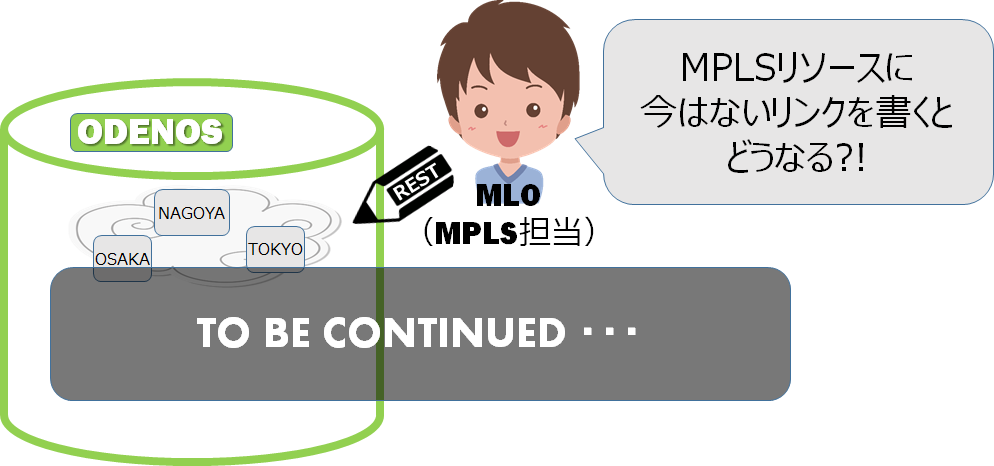 ODENOS
MPLSリソースに
今はないリンクを書くと
どうなる?!
REST
MLO
（MPLS担当）
NAGOYA
OSAKA
TOKYO
TO BE CONTINUED ・・・